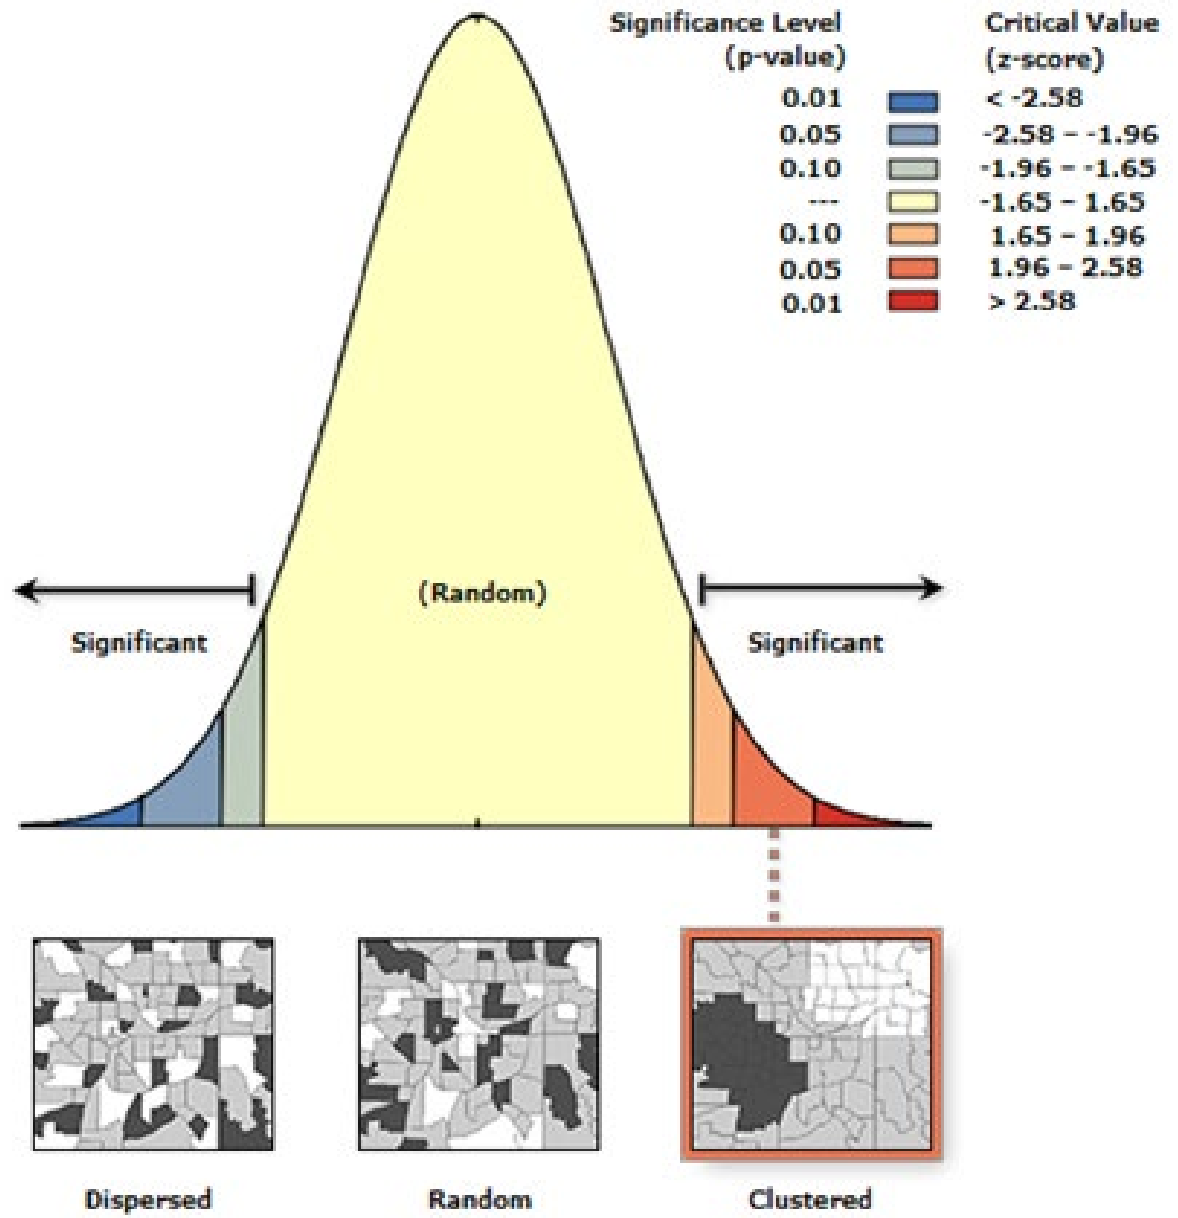 Significance Level Critical Value
(p-value) (z-score)
0.01 < -2.58
0.05 -2.58 – -1.96
0.10 -1.96 – -1.65
--- -1.65 – 1.65
0.10 1.65 – 1.96
0.05 1.96 – 2.58
0.01 > 2.58
(Random)
Significant Significant
Dispersed Random Clustered